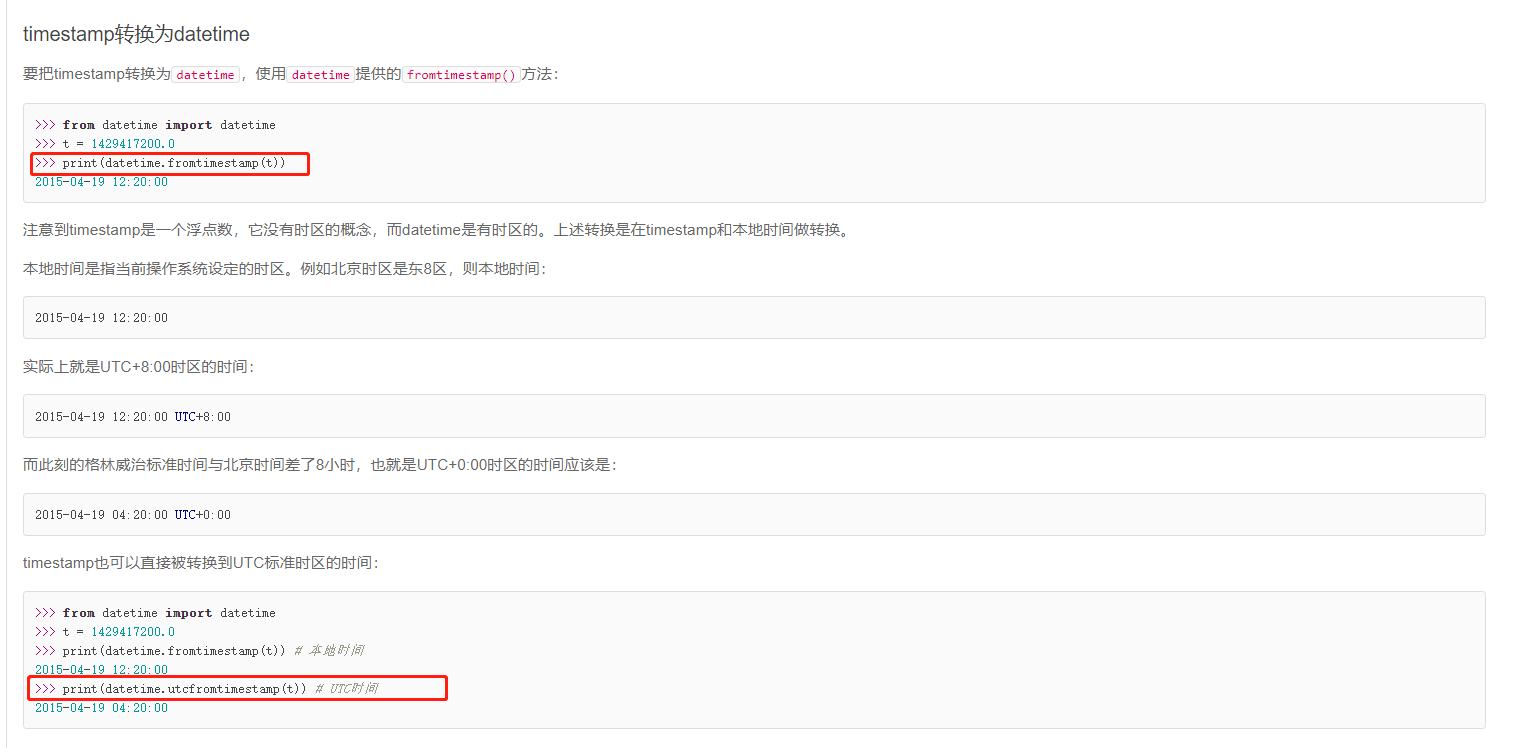 timestamp转换为datetime
要把timestamp转换为datetime，使用datetime提供的fromtimestamp()方法：
>>> from datetime import datetime
>>> t = 1429417200.0
>>> print(datetime.fromtimestamp(t))
2015-04-19 12:20:00
注意到timestamp是一个浮点数，它没有时区的概念，而datetime是有时区的。上述转换是在timestamp和本地时间做转换。
本地时间是指当前操作系统设定的时区。例如北京时区是东8区，则本地时间：
2015-04-19 12:20:00
实际上就是UTC+8:00时区的时间：
2015-04-19 12:20:00 UTC+8:00
而此刻的格林威治标准时间与北京时间差了8小时，也就是UTC+0:00时区的时间应该是：
2015-04-19 04:20:00 UTC+0:00
timestamp也可以直接被转换到UTC标准时区的时间：
>>> from datetime import datetime
>>> t = 1429417200.0
>>> print(datetime.fromtimestamp(t)) # 本地时间
2015-04-19 12:20:00
>>> print(datetime.utcfromtimestamp(t)) # UTC时间
2015-04-19 04:20:00